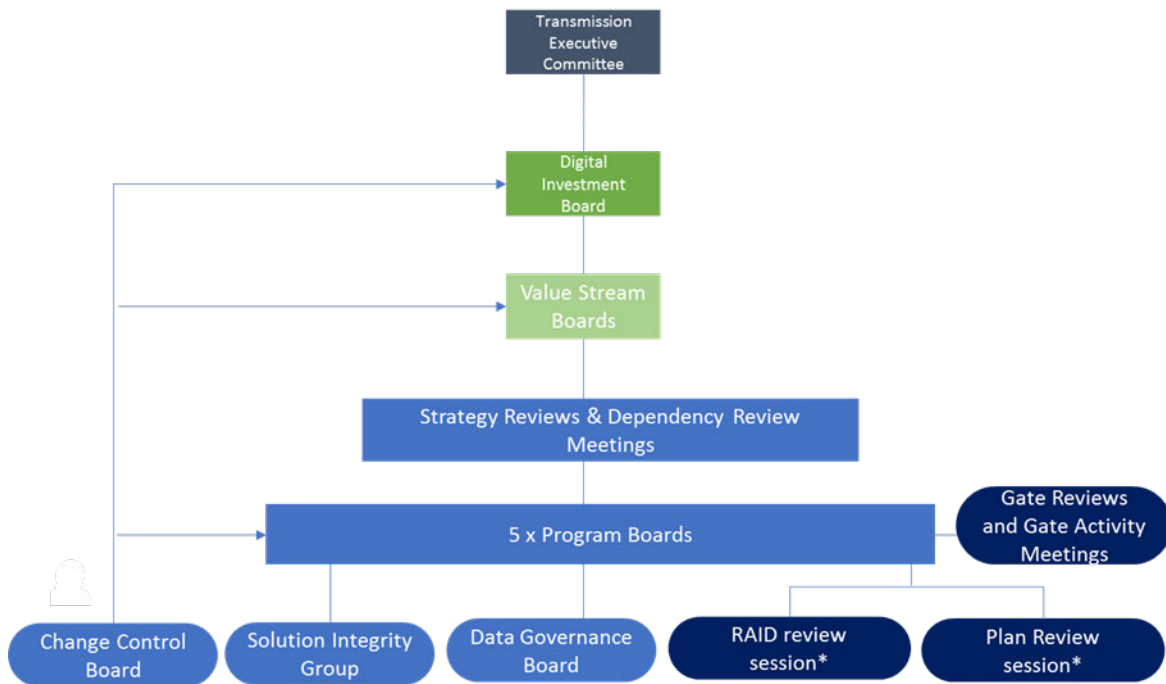 Transmission
Executive
Committee
Digital
Investment
Board
Value Stream
Boards
Strategy Reviews & Dependency Review
Meetings
5 x Program Boards
Gate Reviews
and Gate Activity
Meetings
Change Control
Board
Solution Integrity
Group
Data Governance
Board
RAID review
session*
Plan Review
session*